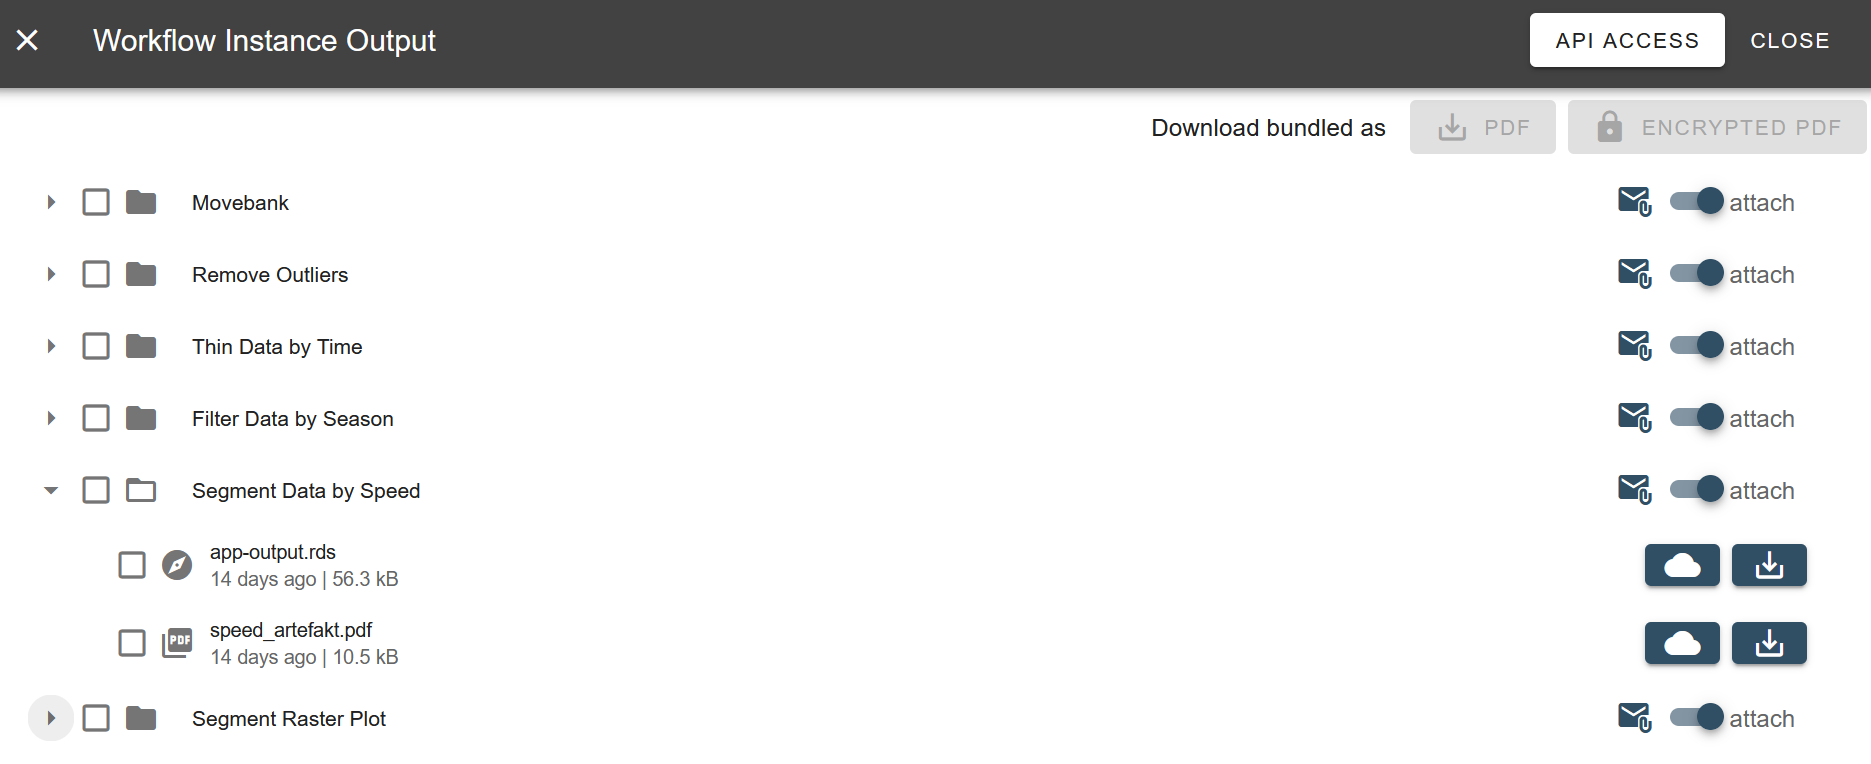 Workflow Instance Output
API ACCESS
CLOSE
Download bundled as
PDF
ENCRYPTED PDF
Movebank
attach
Remove Outliers
attach
Thin Data by Time
attach
Filter Data by Season
attach
Segment Data by Speed
attach
app-output.rds
14 days ago | 56.3 kB
PDF
speed_artefakt.pdf
14 days ago | 10.5 kB
Segment Raster Plot
attach